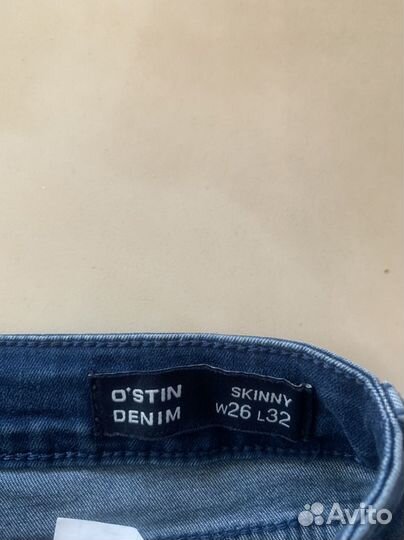 O'STIN
DENIM
SKINNY
W26 L32
Avito